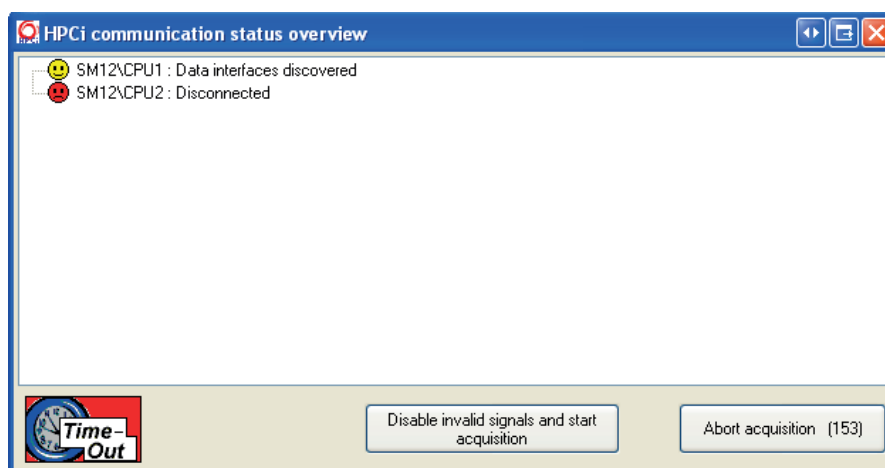 HPCi communication status overview
SM12\CPU1 : Data interfaces discovered
SM12\CPU2 : Disconnected
Time-
Out
Disable invalid signals and start
acquisition
Abort acquisition (153)